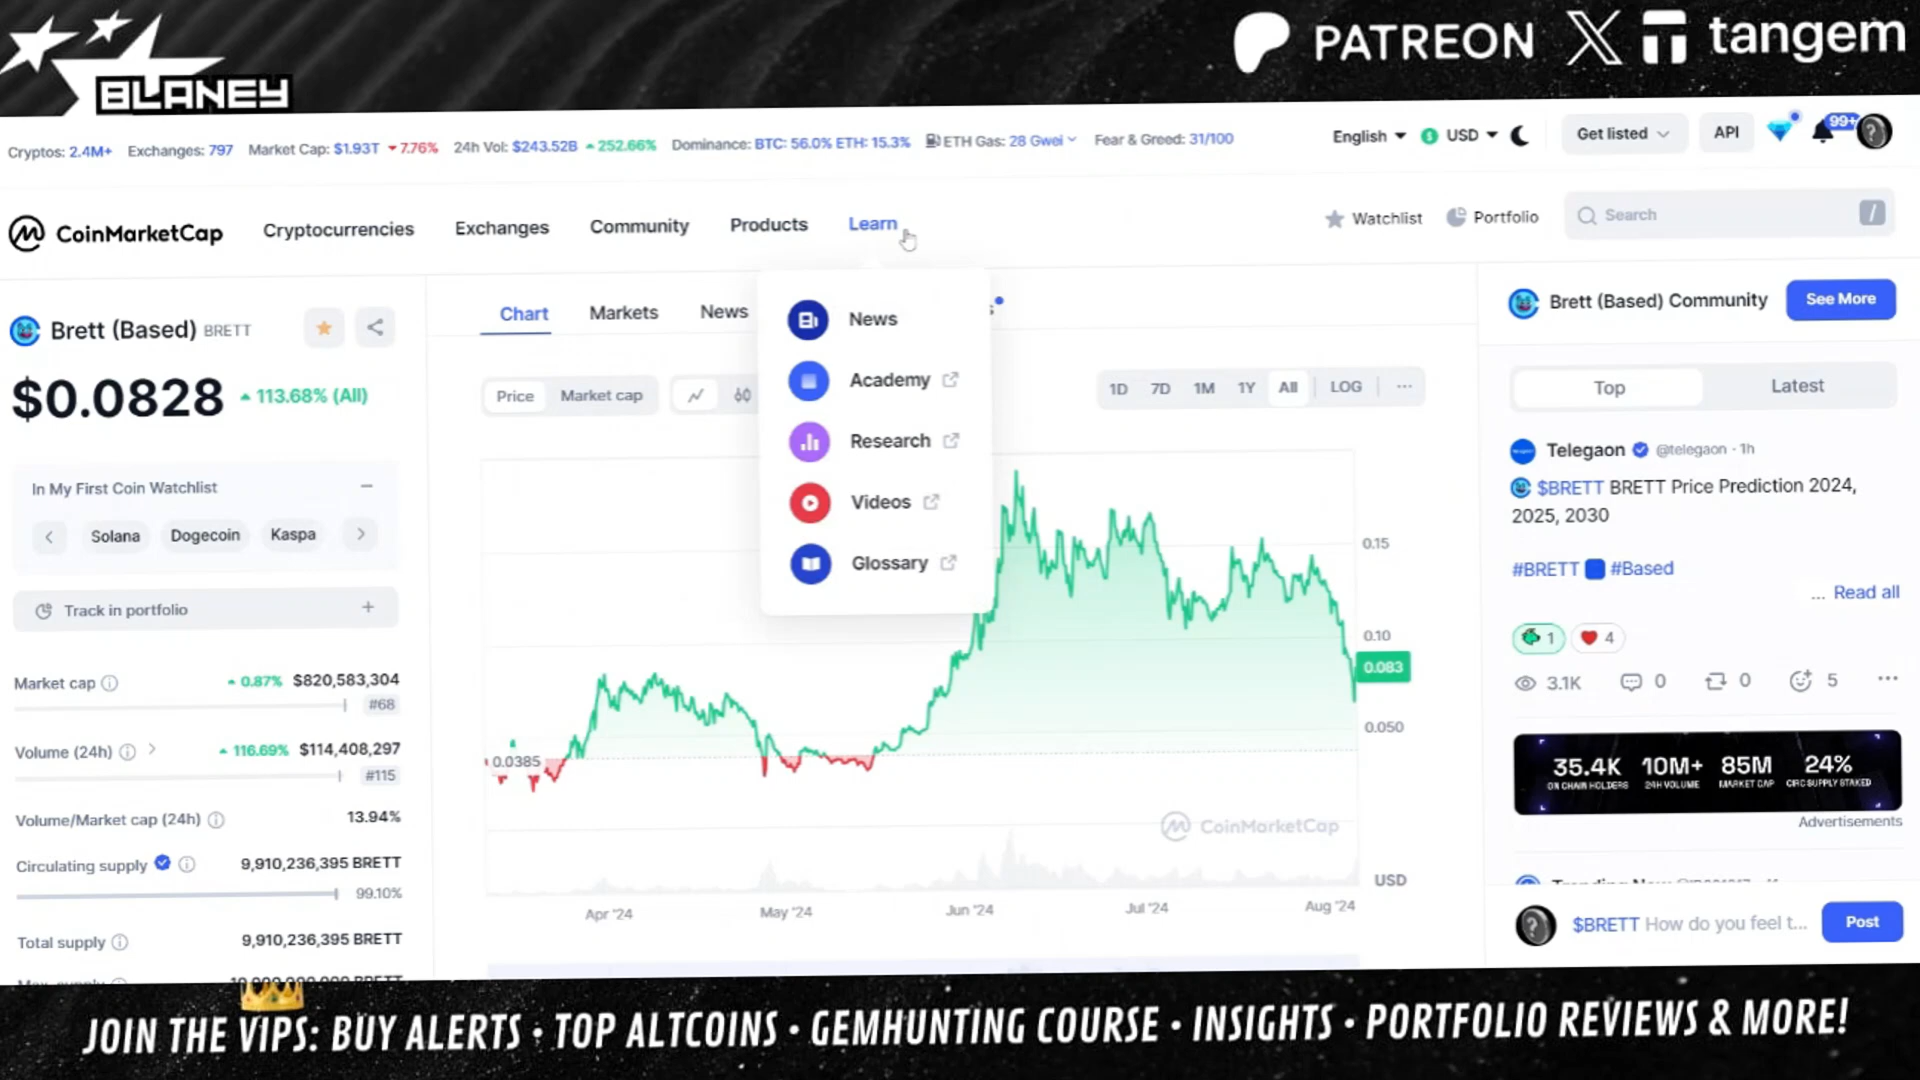 BLANEY
PATREON X tangem
Cryptos: 2.4M+ Exchanges: 797 Market Cap: $1.93T 7.76% 24h Vol: $243.52B 252.66% Dominance: BTC: 56.0% ETH: 15.3% ETH Gas: 28 Gwei Fear & Greed: 31/100
English USD Get listed API 99+
CoinMarketCap Cryptocurrencies Exchanges Community Products Learn
Watchlist Portfolio Search /
Brett (Based) BRETT
$0.0828 113.68% (All)
In My First Coin Watchlist
Solana Dogecoin Kaspa
Track in portfolio +
Market cap 0.87% $820,583,304
#68
Volume (24h) 116.69% $114,408,297
#115
Volume/Market cap (24h) 13.94%
Circulating supply 9,910,236,395 BRETT
99.10%
Total supply 9,910,236,395 BRETT
Chart Markets News
Price Market cap
1D 7D 1M 1Y All LOG ...
News
Academy
Research
Videos
Glossary
0.15
0.10
0.083
0.050
0.0385
CoinMarketCap
USD
Apr '24 May '24 Jun '24 Jul '24 Aug '24
Brett (Based) Community See More
Top Latest
Telegaon @telegaon · 1h
$BRETT BRETT Price Prediction 2024,
2025, 2030
#BRETT #Based
... Read all
1 4
3.1K 0 0 5 ...
35.4K 10M+ 85M 24%
ON CHAIN HOLDERS 24H VOLUME MARKET CAP CIRC SUPPLY STAKED
Advertisements
$BRETT How do you feel t... Post
JOIN THE VIPS: BUY ALERTS • TOP ALTCOINS • GEMHUNTING COURSE • INSIGHTS • PORTFOLIO REVIEWS & MORE!